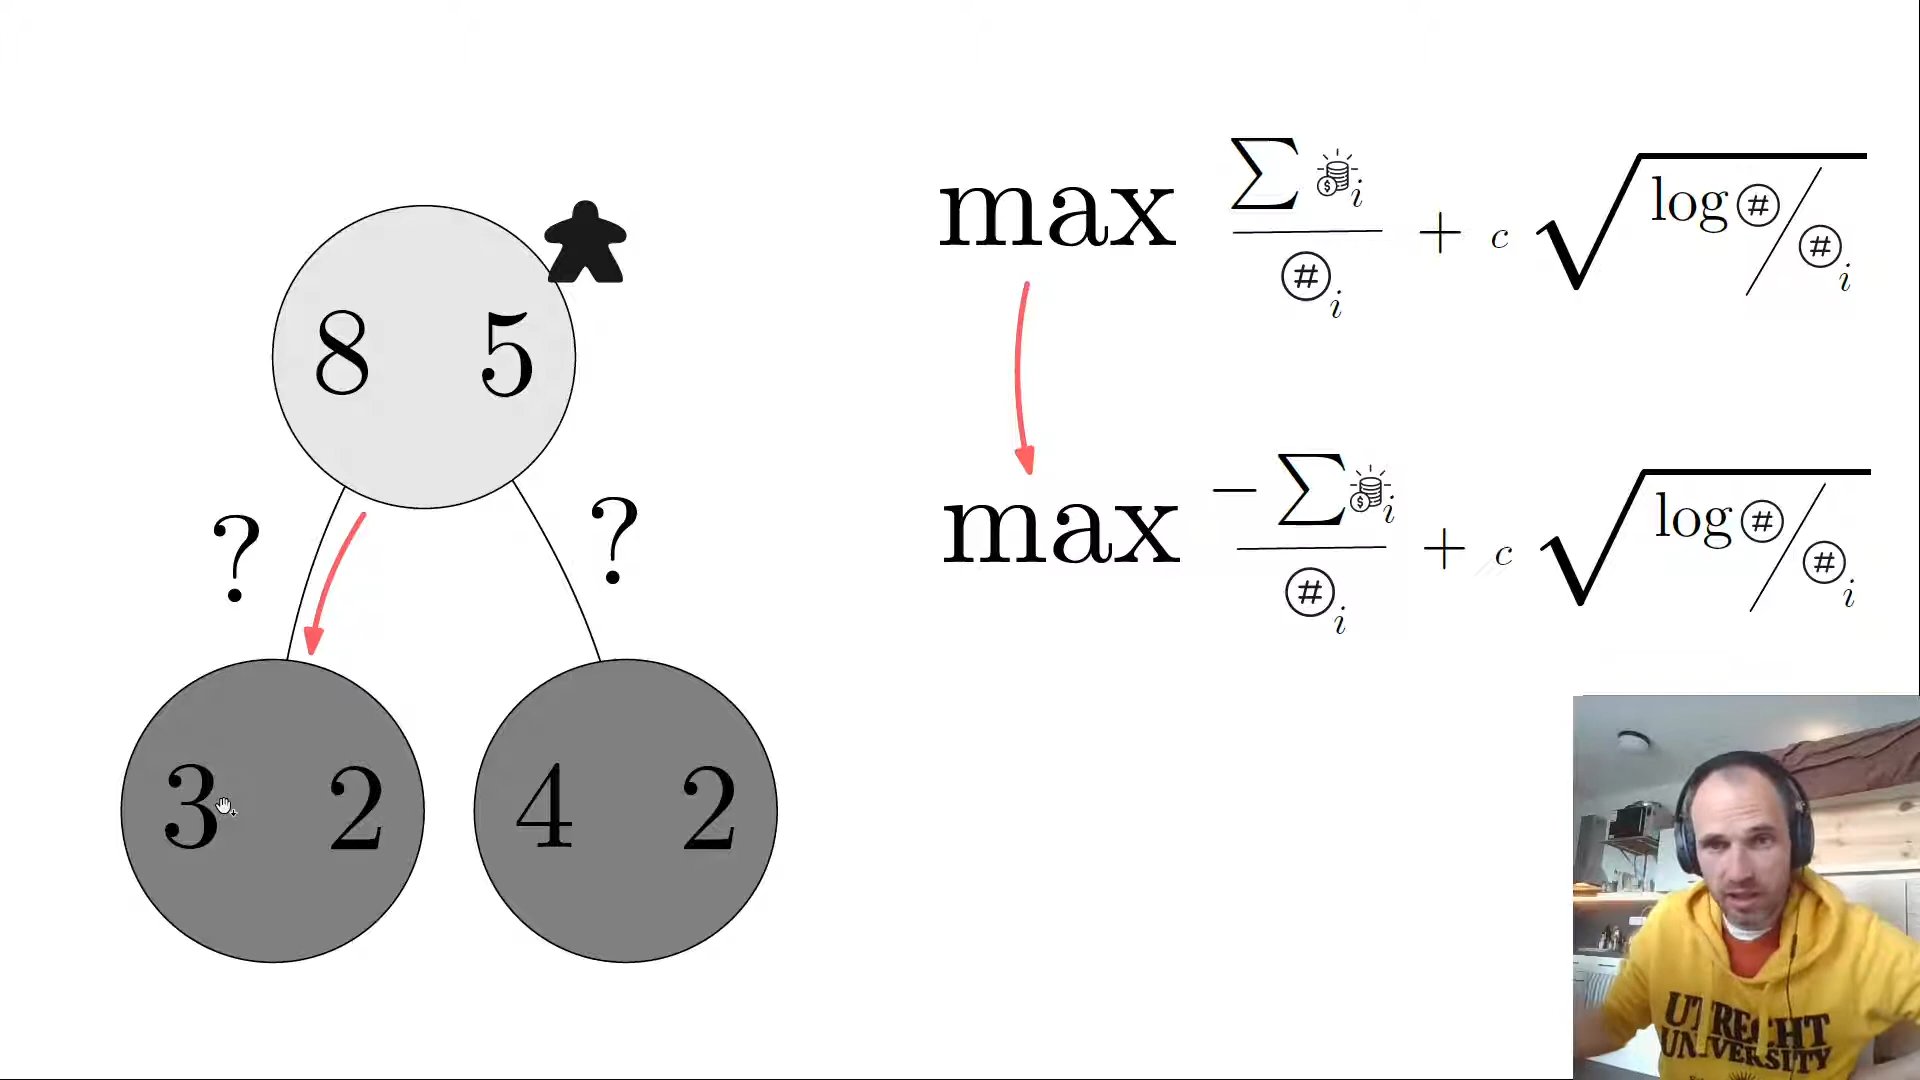 8 5
? ?
3 2 4 2
max ∑ $ i / # i + c √ log # / # i
max − ∑ $ i / # i + c √ log # / # i
UTRECHT
UNIVERSITY